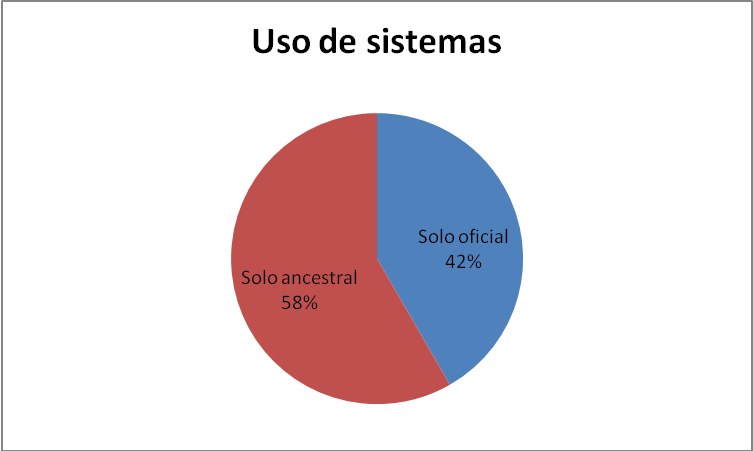 Uso de sistemas
Solo oficial
42%
Solo ancestral
58%